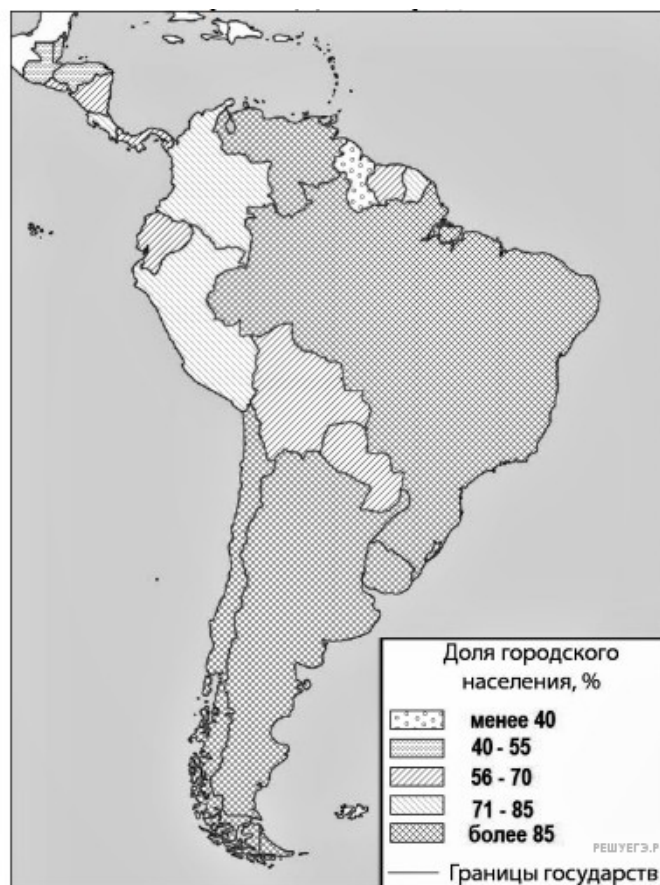 Доля городского
населения, %
менее 40
40 - 55
56 - 70
71 - 85
более 85
РЕШУЕГЭ.Р
Границы государств